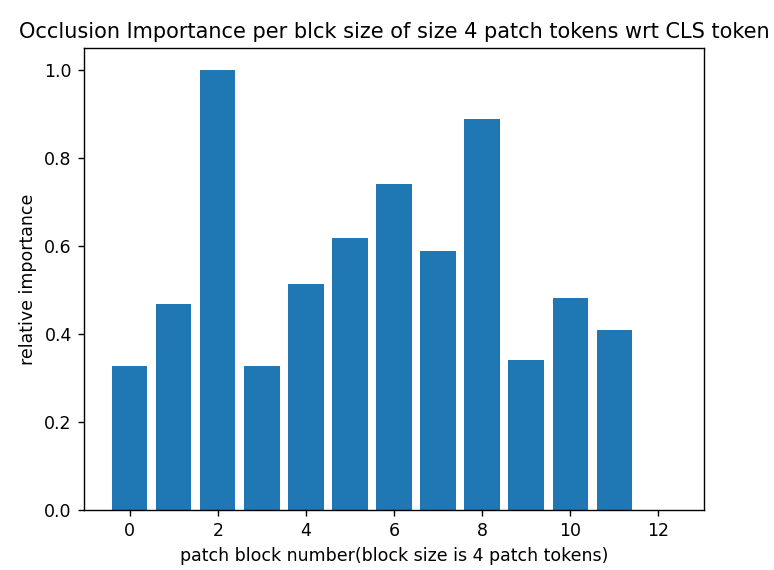 Occlusion Importance per blck size of size 4 patch tokens wrt CLS token
1.0
0.8
0.6
0.4
0.2
0.0
relative importance
0 2 4 6 8 10 12
patch block number(block size is 4 patch tokens)